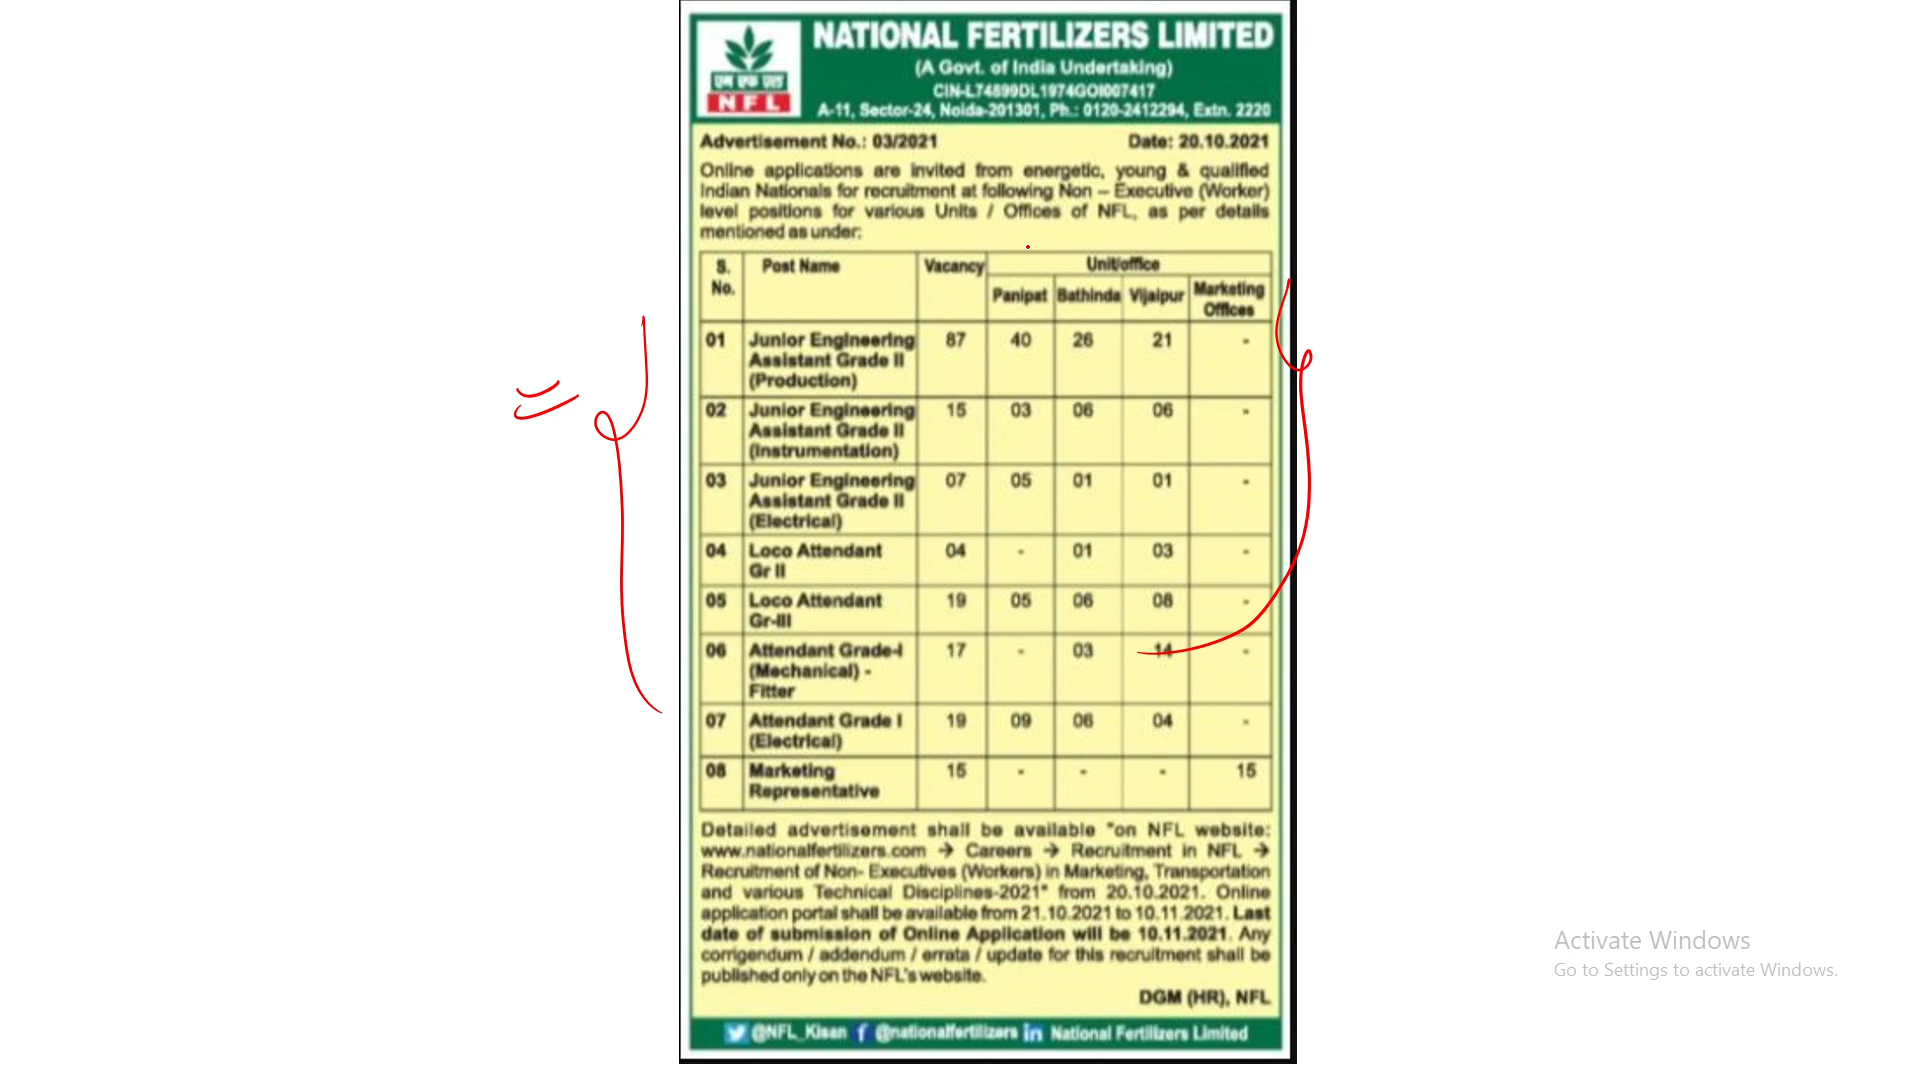 एन एफ एल
NFL
NATIONAL FERTILIZERS LIMITED
(A Govt. of India Undertaking)
CIN-L74899DL1974GOI007417
A-11, Sector-24, Noida-201301, Ph.: 0120-2412294, Extn. 2220
Advertisement No.: 03/2021 Date: 20.10.2021
Online applications are invited from energetic, young & qualified
Indian Nationals for recruitment at following Non – Executive (Worker)
level positions for various Units / Offices of NFL, as per details
mentioned as under:
S. No. Post Name Vacancy Unit/office
Panipat Bathinda Vijaipur Marketing Offices
01 Junior Engineering 87 40 26 21 -
Assistant Grade II
(Production)
02 Junior Engineering 15 03 06 06 -
Assistant Grade II
(Instrumentation)
03 Junior Engineering 07 05 01 01 -
Assistant Grade II
(Electrical)
04 Loco Attendant 04 - 01 03 -
Gr II
05 Loco Attendant 19 05 06 08 -
Gr-III
06 Attendant Grade-I 17 - 03 14 -
(Mechanical) -
Fitter
07 Attendant Grade I 19 09 06 04 -
(Electrical)
08 Marketing 15 - - - 15
Representative
Detailed advertisement shall be available "on NFL website:
www.nationalfertilizers.com → Careers → Recruitment in NFL →
Recruitment of Non- Executives (Workers) in Marketing, Transportation
and various Technical Disciplines-2021" from 20.10.2021. Online
application portal shall be available from 21.10.2021 to 10.11.2021. Last
date of submission of Online Application will be 10.11.2021. Any
corrigendum / addendum / errata / update for this recruitment shall be
published only on the NFL's website.
DGM (HR), NFL
@NFL_Kisan @nationalfertilizers National Fertilizers Limited
Activate Windows
Go to Settings to activate Windows.